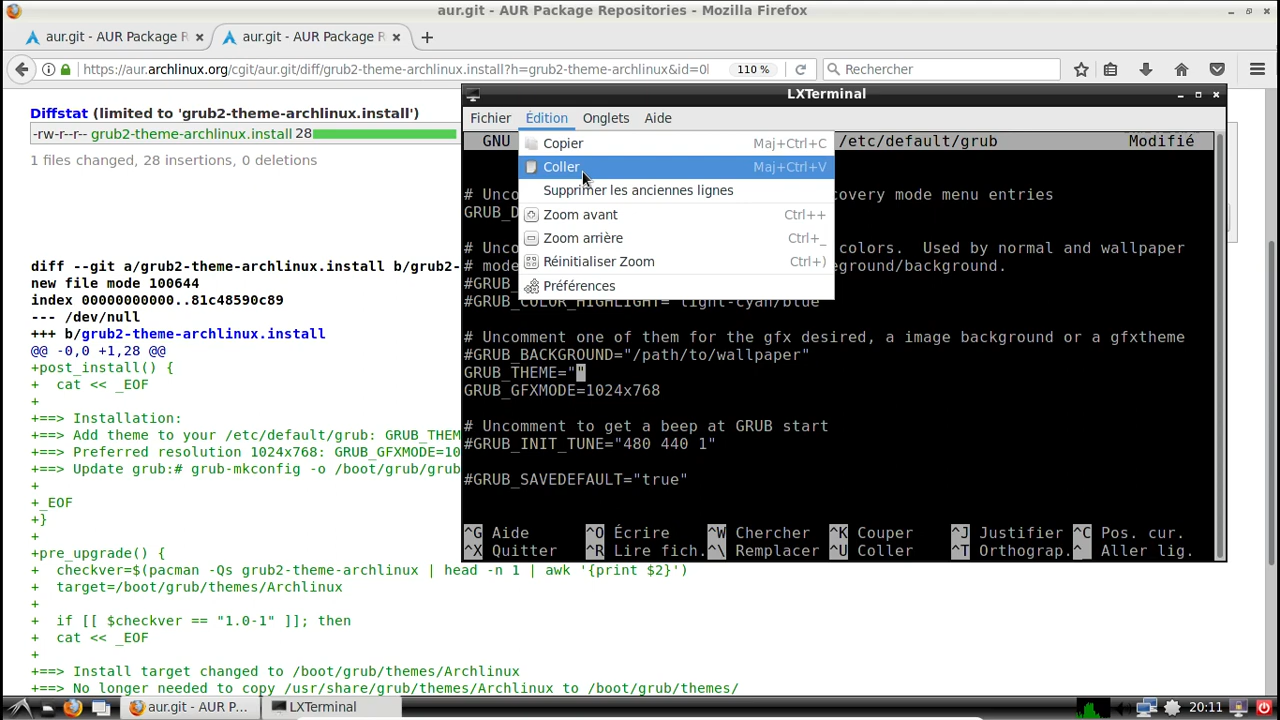 aur.git - AUR Package Repositories - Mozilla Firefox
aur.git - AUR Package R
aur.git - AUR Package R
https://aur.archlinux.org/cgit/aur.git/diff/grub2-theme-archlinux.install?h=grub2-theme-archlinux&id=0
110 %
Rechercher
Diffstat (limited to 'grub2-theme-archlinux.install')
-rw-r--r-- grub2-theme-archlinux.install 28
1 files changed, 28 insertions, 0 deletions
diff --git a/grub2-theme-archlinux.install b/grub2-
new file mode 100644
index 00000000000..81c48590c89
--- /dev/null
+++ b/grub2-theme-archlinux.install
@@ -0,0 +1,28 @@
+post_install() {
+  cat << _EOF
+
+==> Installation:
+==> Add theme to your /etc/default/grub: GRUB_THEM
+==> Preferred resolution 1024x768: GRUB_GFXMODE=10
+==> Update grub:# grub-mkconfig -o /boot/grub/grub
+
+_EOF
+}
+
+pre_upgrade() {
+  checkver=$(pacman -Qs grub2-theme-archlinux | head -n 1 | awk '{print $2}')
+  target=/boot/grub/themes/Archlinux
+
+  if [[ $checkver == "1.0-1" ]]; then
+  cat << _EOF
+
+==> Install target changed to /boot/grub/themes/Archlinux
+==> No longer needed to copy /usr/share/grub/themes/Archlinux to /boot/grub/themes/
LXTerminal
Fichier Édition Onglets Aide
Copier Maj+Ctrl+C
Coller Maj+Ctrl+V
Supprimer les anciennes lignes
Zoom avant Ctrl++
Zoom arrière Ctrl+_
Réinitialiser Zoom Ctrl+)
Préférences
GNU /etc/default/grub Modifié
# Unco covery mode menu entries
GRUB_D
# Unco colors.  Used by normal and wallpaper
# mode eground/background.
#GRUB_
#GRUB_COLOR_HIGHLIGHT="light-cyan/blue"
# Uncomment one of them for the gfx desired, a image background or a gfxtheme
#GRUB_BACKGROUND="/path/to/wallpaper"
GRUB_THEME=""
GRUB_GFXMODE=1024x768
# Uncomment to get a beep at GRUB start
#GRUB_INIT_TUNE="480 440 1"
#GRUB_SAVEDEFAULT="true"
^G Aide ^O Écrire ^W Chercher ^K Couper ^J Justifier ^C Pos. cur.
^X Quitter ^R Lire fich. ^\ Remplacer ^U Coller ^T Orthograp. ^_ Aller lig.
aur.git - AUR P...
LXTerminal
20:11